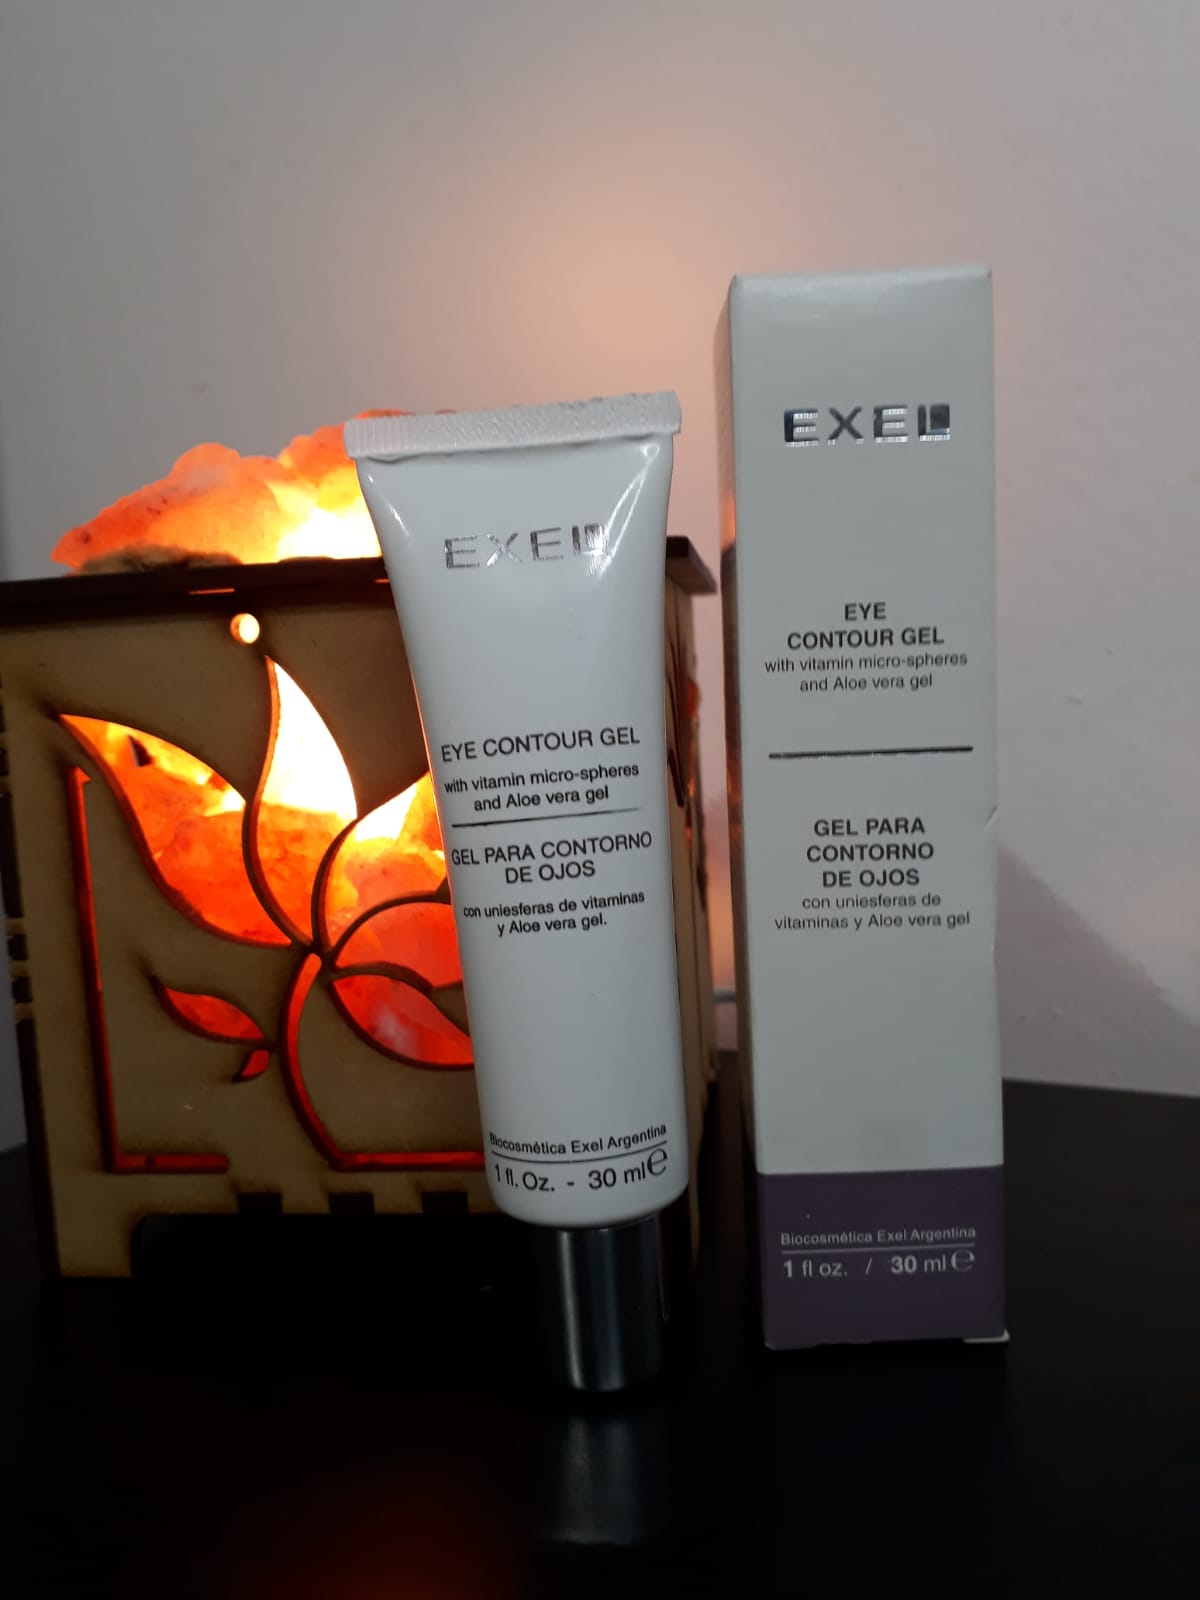 EXEL
EYE CONTOUR GEL
with vitamin micro-spheres
and Aloe vera gel
GEL PARA CONTORNO
DE OJOS
con uniesferas de vitaminas
y Aloe vera gel.
Biocosmética Exel Argentina
1 fl. Oz. - 30 ml ℮
EXEL
EYE
CONTOUR GEL
with vitamin micro-spheres
and Aloe vera gel
GEL PARA
CONTORNO
DE OJOS
con uniesferas de
vitaminas y Aloe vera gel
Biocosmética Exel Argentina
1 fl oz. / 30 ml ℮